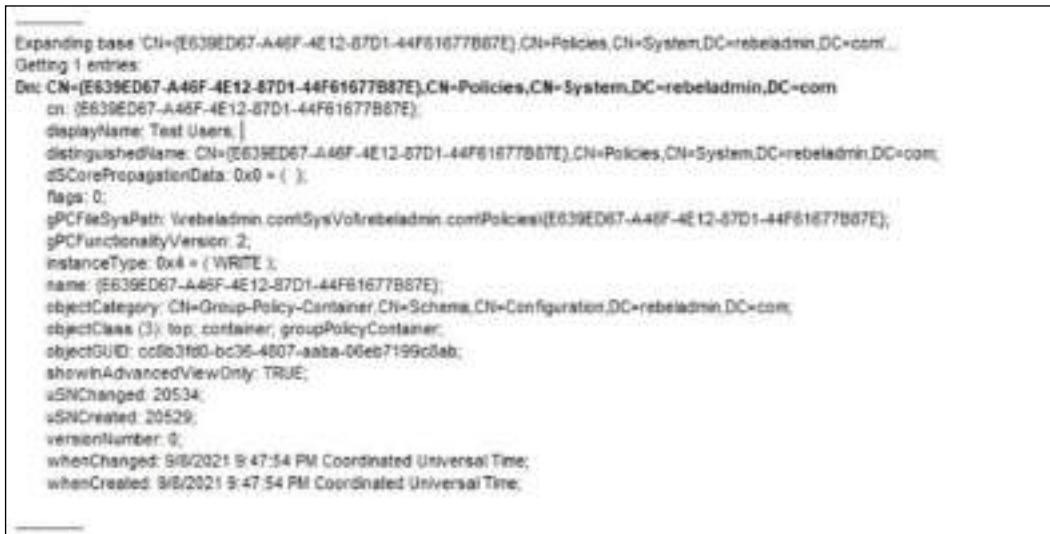 Expanding base 'CN={E639ED67-A46F-4E12-87D1-44F61677B87E},CN=Policies,CN=System,DC=rebeladmin,DC=com'...
Getting 1 entries:
Dn: CN={E639ED67-A46F-4E12-87D1-44F61677B87E},CN=Policies,CN=System,DC=rebeladmin,DC=com
cn: {E639ED67-A46F-4E12-87D1-44F61677B87E};
displayName: Test Users;
distinguishedName: CN={E639ED67-A46F-4E12-87D1-44F61677B87E},CN=Policies,CN=System,DC=rebeladmin,DC=com;
dSCorePropagationData: 0x0 = ( );
flags: 0;
gPCFileSysPath: \\rebeladmin.com\SysVol\rebeladmin.com\Policies\{E639ED67-A46F-4E12-87D1-44F61677B87E};
gPCFunctionalityVersion: 2;
instanceType: 0x4 = ( WRITE );
name: {E639ED67-A46F-4E12-87D1-44F61677B87E};
objectCategory: CN=Group-Policy-Container,CN=Schema,CN=Configuration,DC=rebeladmin,DC=com;
objectClass (3): top; container; groupPolicyContainer;
objectGUID: cc8b3fd0-bc36-4807-aaba-06eb7199c8ab;
showInAdvancedViewOnly: TRUE;
uSNChanged: 20534;
uSNCreated: 20529;
versionNumber: 0;
whenChanged: 9/8/2021 9:47:54 PM Coordinated Universal Time;
whenCreated: 9/8/2021 9:47:54 PM Coordinated Universal Time;